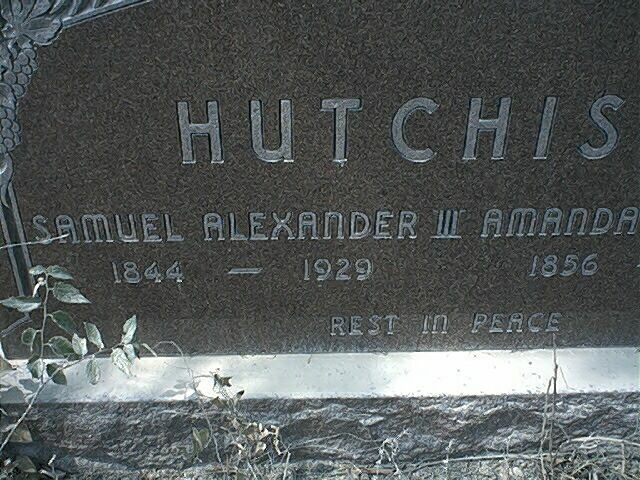 HUTCHIS
SAMUEL ALEXANDER III AMANDA
1844 — 1929 1856
REST IN PEACE